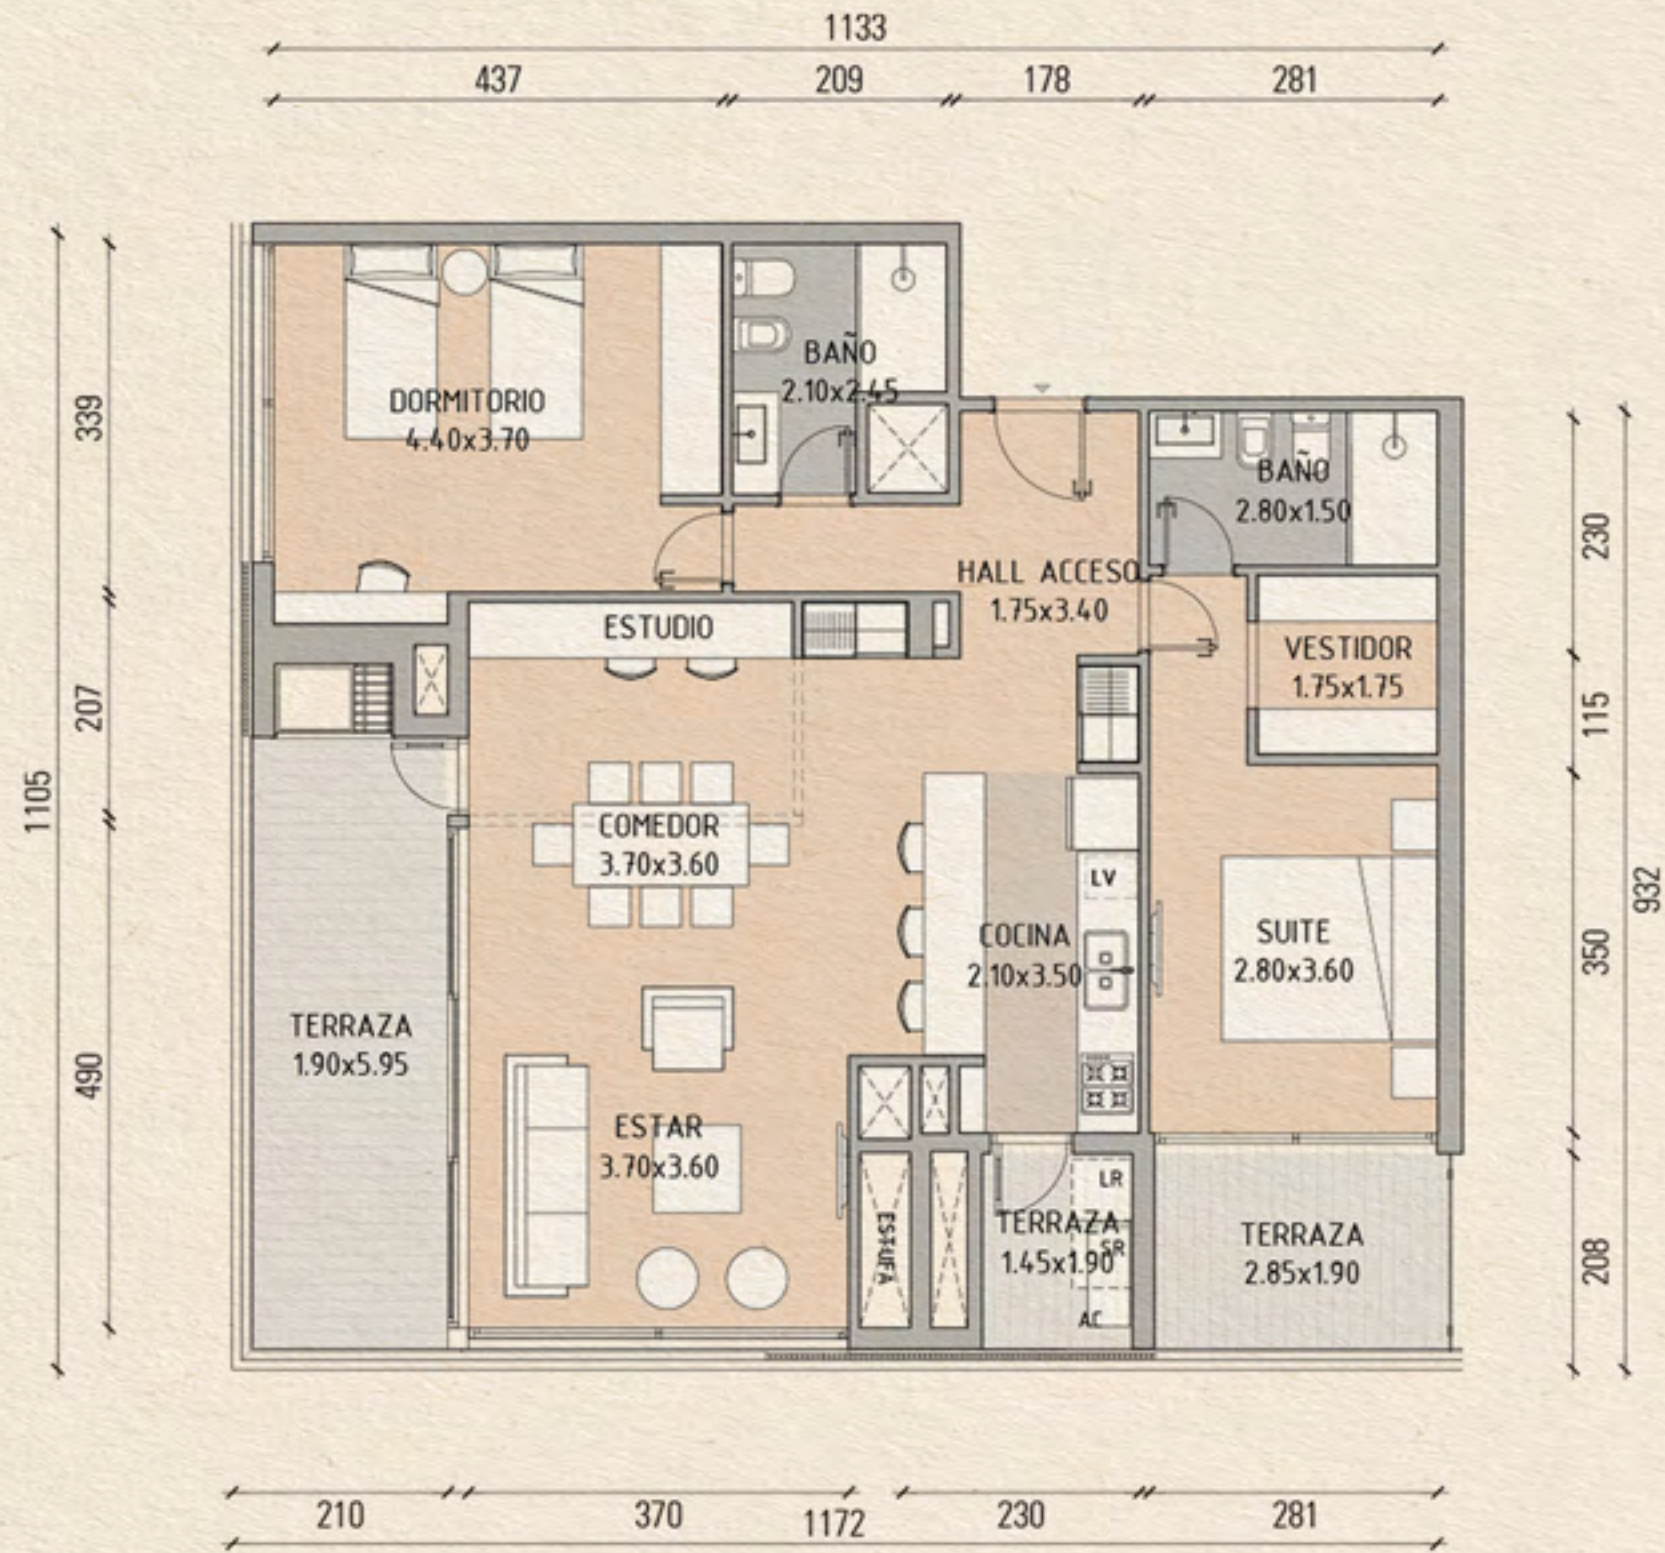 1133
437
209
178
281
BAÑO
2.10x2.45
DORMITORIO
4.40x3.70
339
BAÑO
2.80x1.50
230
HALL ACCESO
1.75x3.40
ESTUDIO
VESTIDOR
1.75x1.75
207
115
1105
COMEDOR
3.70x3.60
LV
932
COCINA
2.10x3.50
SUITE
2.80x3.60
350
TERRAZA
1.90x5.95
490
ESTAR
3.70x3.60
LR
ESTUFA
TERRAZA
1.45x1.90
SR
TERRAZA
2.85x1.90
208
AC
210
370
1172
230
281